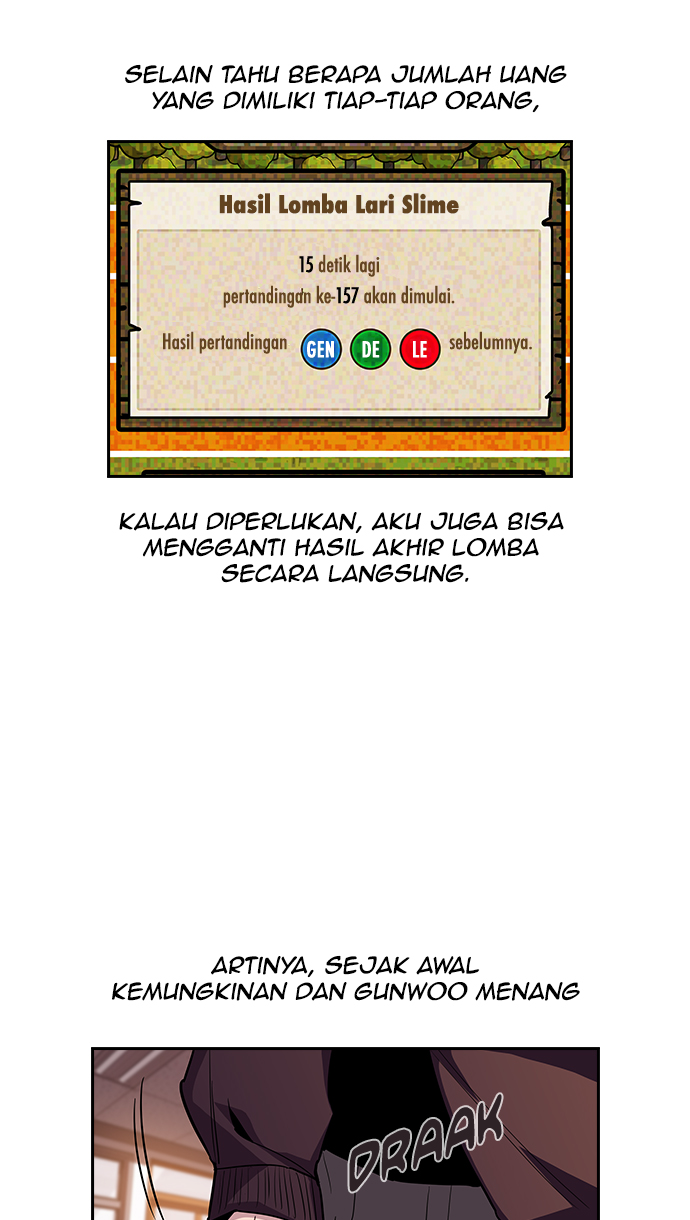 SELAIN TAHU BERAPA JUMLAH UANG
YANG DIMILIKI TIAP-TIAP ORANG,
Hasil Lomba Lari Slime
15 detik lagi
pertandingan ke-157 akan dimulai.
Hasil pertandingan GEN DE LE sebelumnya.
KALAU DIPERLUKAN, AKU JUGA BISA
MENGGANTI HASIL AKHIR LOMBA
SECARA LANGSUNG.
ARTINYA, SEJAK AWAL
KEMUNGKINAN DAN GUNWOO MENANG
DRAAK